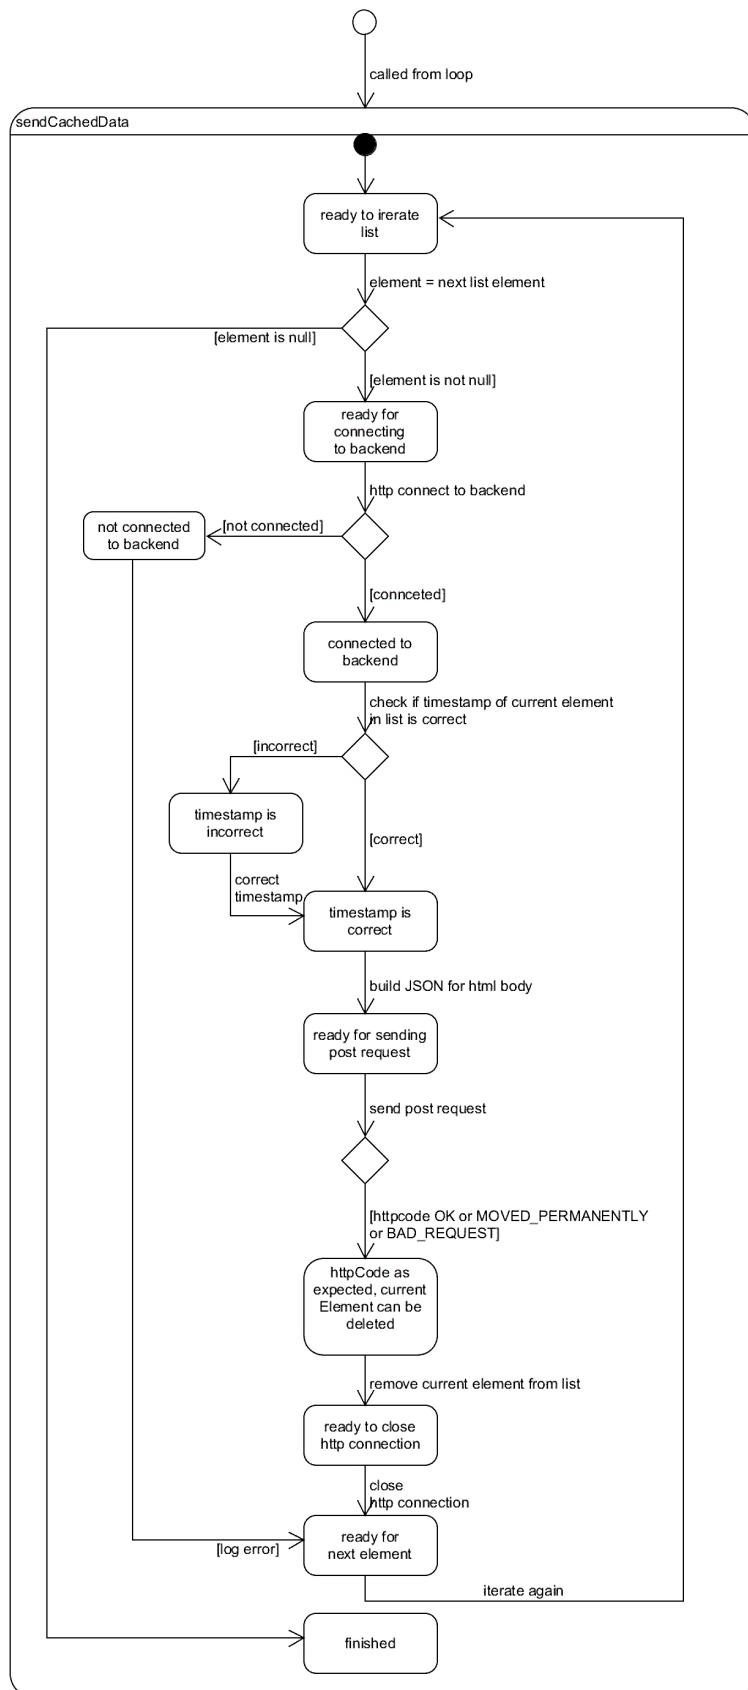 called from loop
sendCachedData
ready to irerate
list
element = next list element
[element is null]
[element is not null]
ready for
connecting
to backend
http connect to backend
not connected
to backend
[not connected]
[connceted]
connected to
backend
check if timestamp of current element
in list is correct
[incorrect]
timestamp is
incorrect
[correct]
correct
timestamp
timestamp is
correct
build JSON for html body
ready for sending
post request
send post request
[httpcode OK or MOVED_PERMANENTLY
or BAD_REQUEST]
httpCode as
expected, current
Element can be
deleted
remove current element from list
ready to close
http connection
close
http connection
ready for
next element
[log error]
iterate again
finished